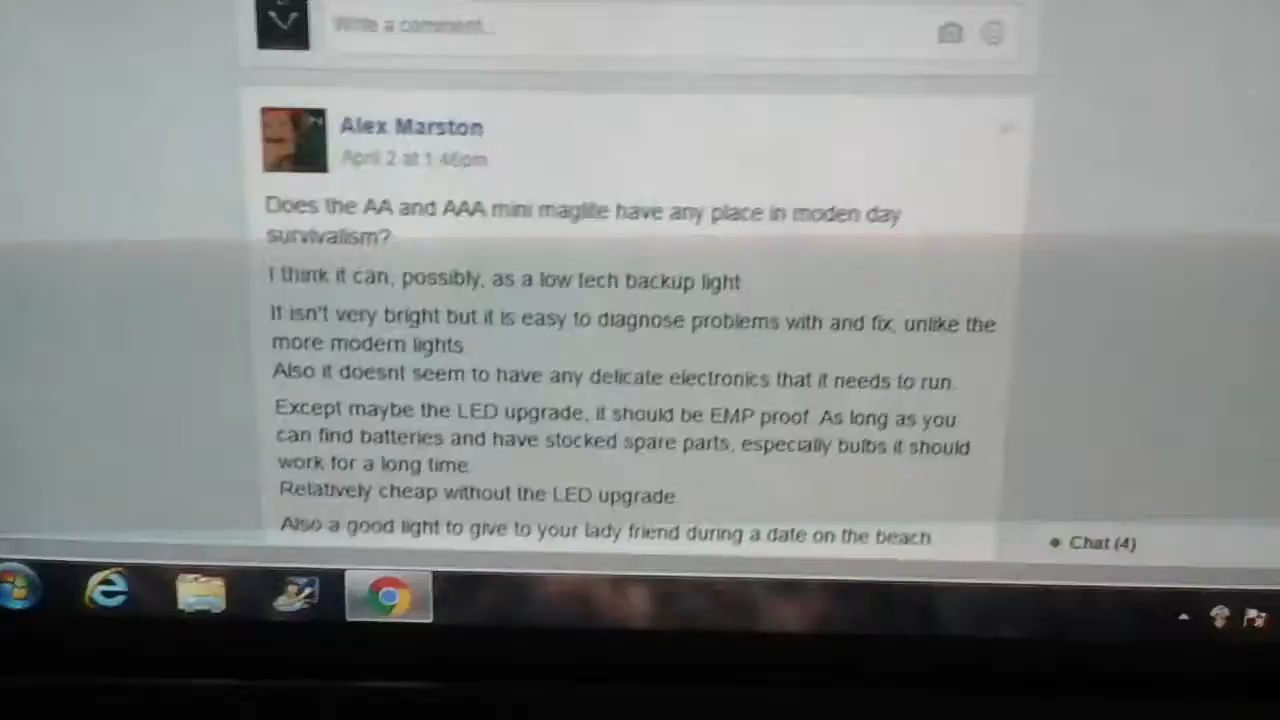 Write a comment...
Alex Marston
April 2 at 1:46pm
Does the AA and AAA mini maglite have any place in moden day
survivalism?
I think it can, possibly, as a low tech backup light
It isn't very bright but it is easy to diagnose problems with and fix, unlike the
more modern lights
Also it doesnt seem to have any delicate electronics that it needs to run.
Except maybe the LED upgrade, it should be EMP proof. As long as you
can find batteries and have stocked spare parts, especially bulbs it should
work for a long time
Relatively cheap without the LED upgrade
Also a good light to give to your lady friend during a date on the beach
Chat (4)